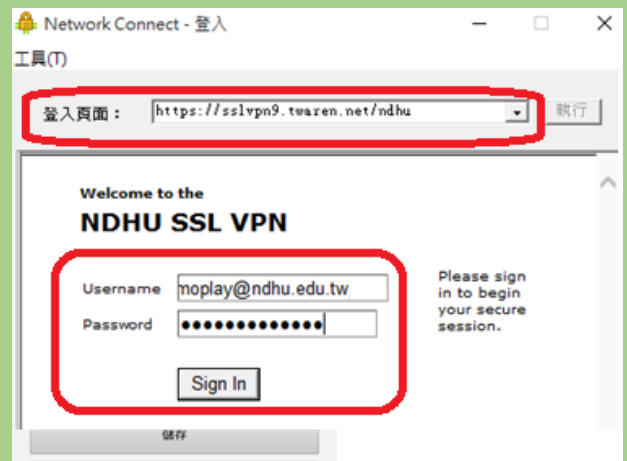 Network Connect - 登入
工具(T)
登入頁面： https://sslvpn9.twaren.net/ndhu 執行
Welcome to the
NDHU SSL VPN
Username moplay@ndhu.edu.tw
Please sign
in to begin
your secure
session.
Password ●●●●●●●●●●●●●
Sign In
儲存